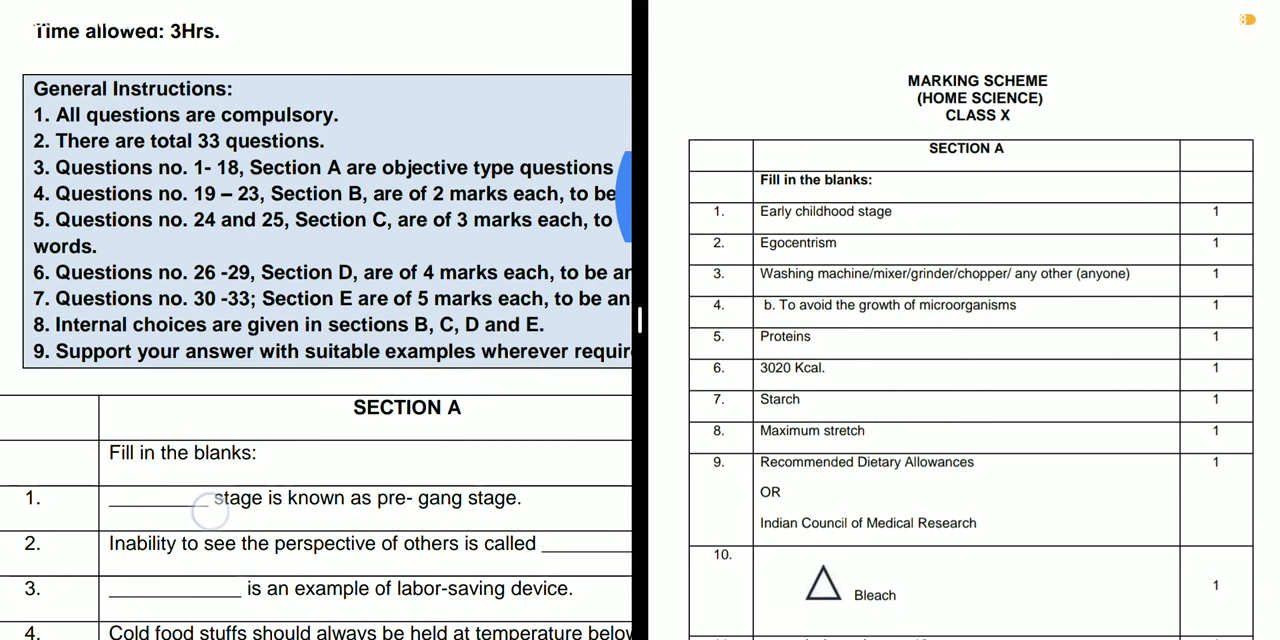 Time allowed: 3Hrs.
General Instructions:
1. All questions are compulsory.
2. There are total 33 questions.
3. Questions no. 1- 18, Section A are objective type questions
4. Questions no. 19 – 23, Section B, are of 2 marks each, to be
5. Questions no. 24 and 25, Section C, are of 3 marks each, to
words.
6. Questions no. 26 -29, Section D, are of 4 marks each, to be an
7. Questions no. 30 -33; Section E are of 5 marks each, to be an
8. Internal choices are given in sections B, C, D and E.
9. Support your answer with suitable examples wherever requir
SECTION A
Fill in the blanks:
1. _________ stage is known as pre- gang stage.
2. Inability to see the perspective of others is called ________
3. ____________ is an example of labor-saving device.
4. Cold food stuffs should always be held at temperature below
MARKING SCHEME
(HOME SCIENCE)
CLASS X
SECTION A
Fill in the blanks:
1. Early childhood stage 1
2. Egocentrism 1
3. Washing machine/mixer/grinder/chopper/ any other (anyone) 1
4. b. To avoid the growth of microorganisms 1
5. Proteins 1
6. 3020 Kcal. 1
7. Starch 1
8. Maximum stretch 1
9. Recommended Dietary Allowances 1
OR
Indian Council of Medical Research
10. Bleach 1